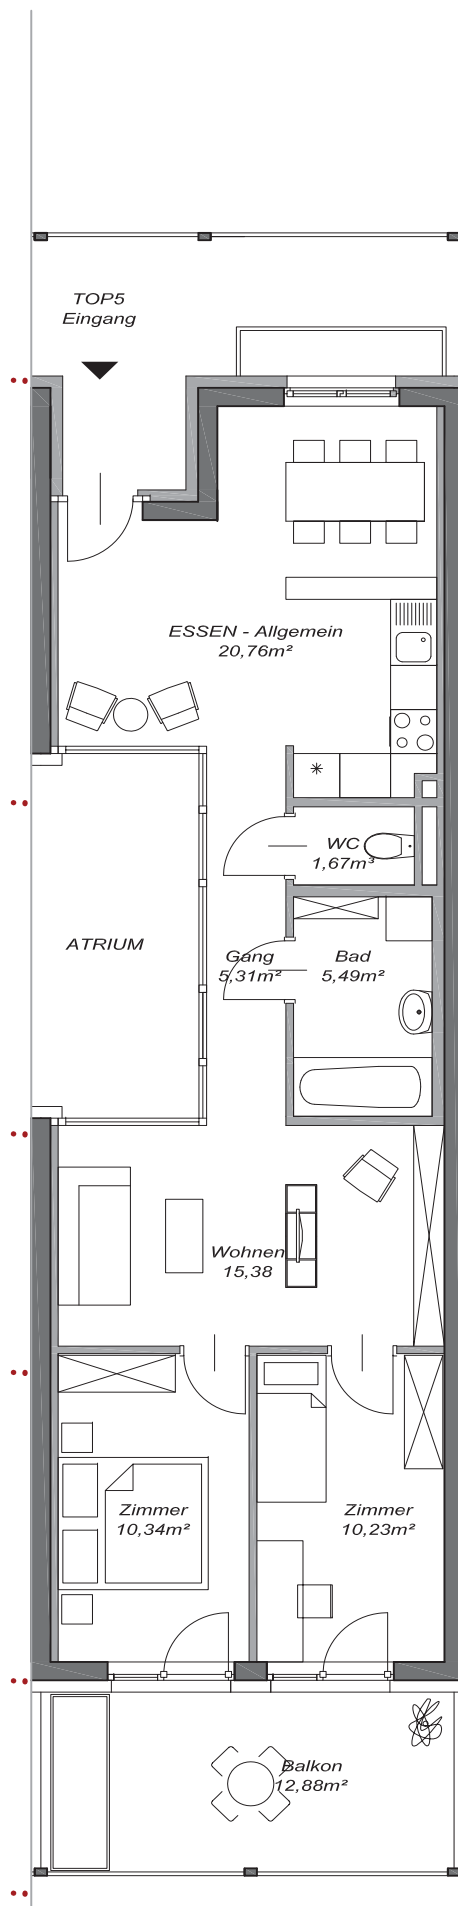 TOP5
Eingang
ESSEN - Allgemein
20,76m²
WC
1,67m²
ATRIUM
Gang
5,31m²
Bad
5,49m²
Wohnen
15,38
Zimmer
10,34m²
Zimmer
10,23m²
Balkon
12,88m²